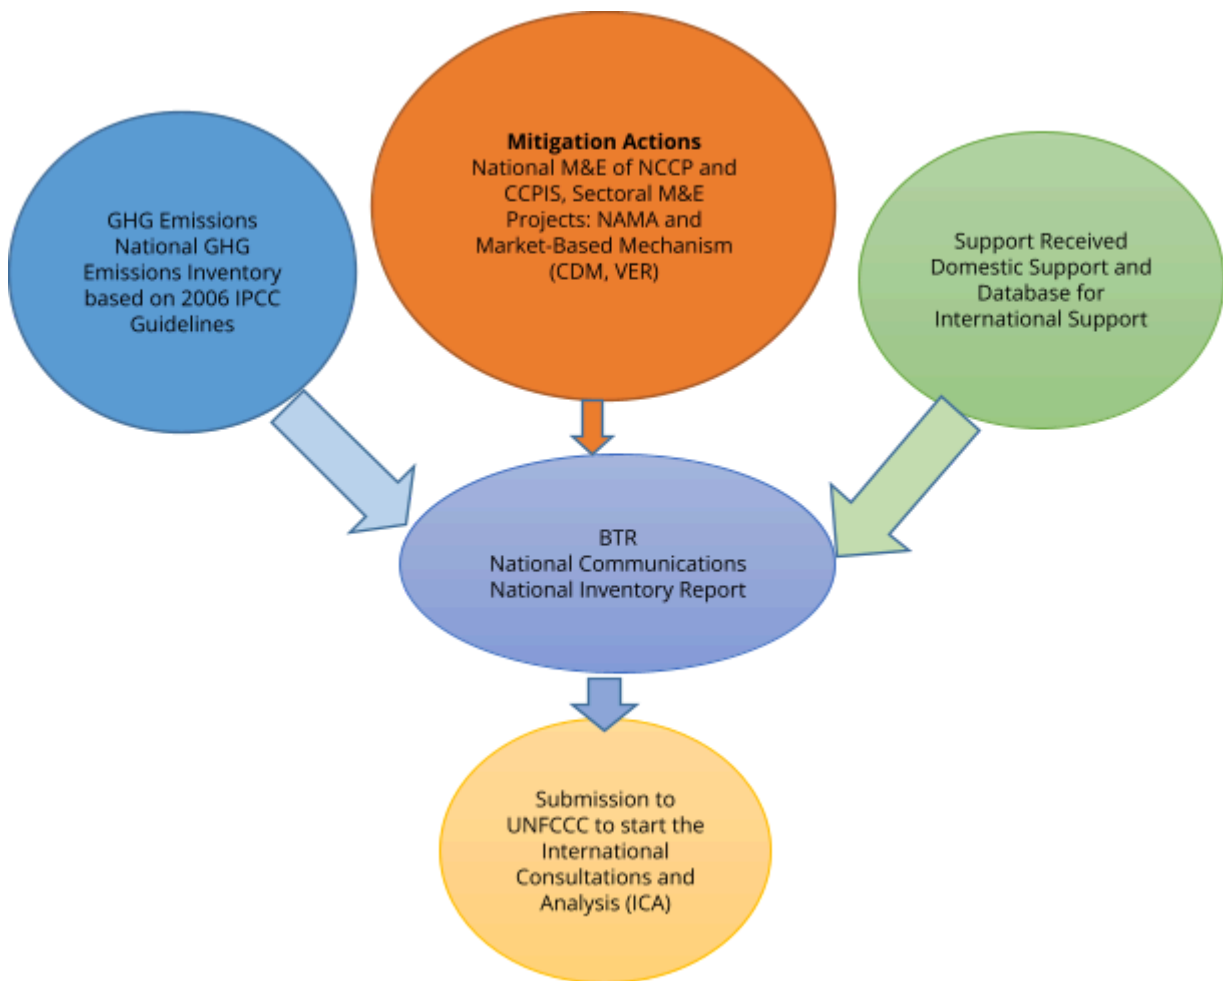 GHG Emissions
National GHG
Emissions Inventory
based on 2006 IPCC
Guidelines
Mitigation Actions
National M&E of NCCP and
CCPIS, Sectoral M&E
Projects: NAMA and
Market-Based Mechanism
(CDM, VER)
Support Received
Domestic Support and
Database for
International Support
BTR
National Communications
National Inventory Report
Submission to
UNFCCC to start the
International
Consultations and
Analysis (ICA)